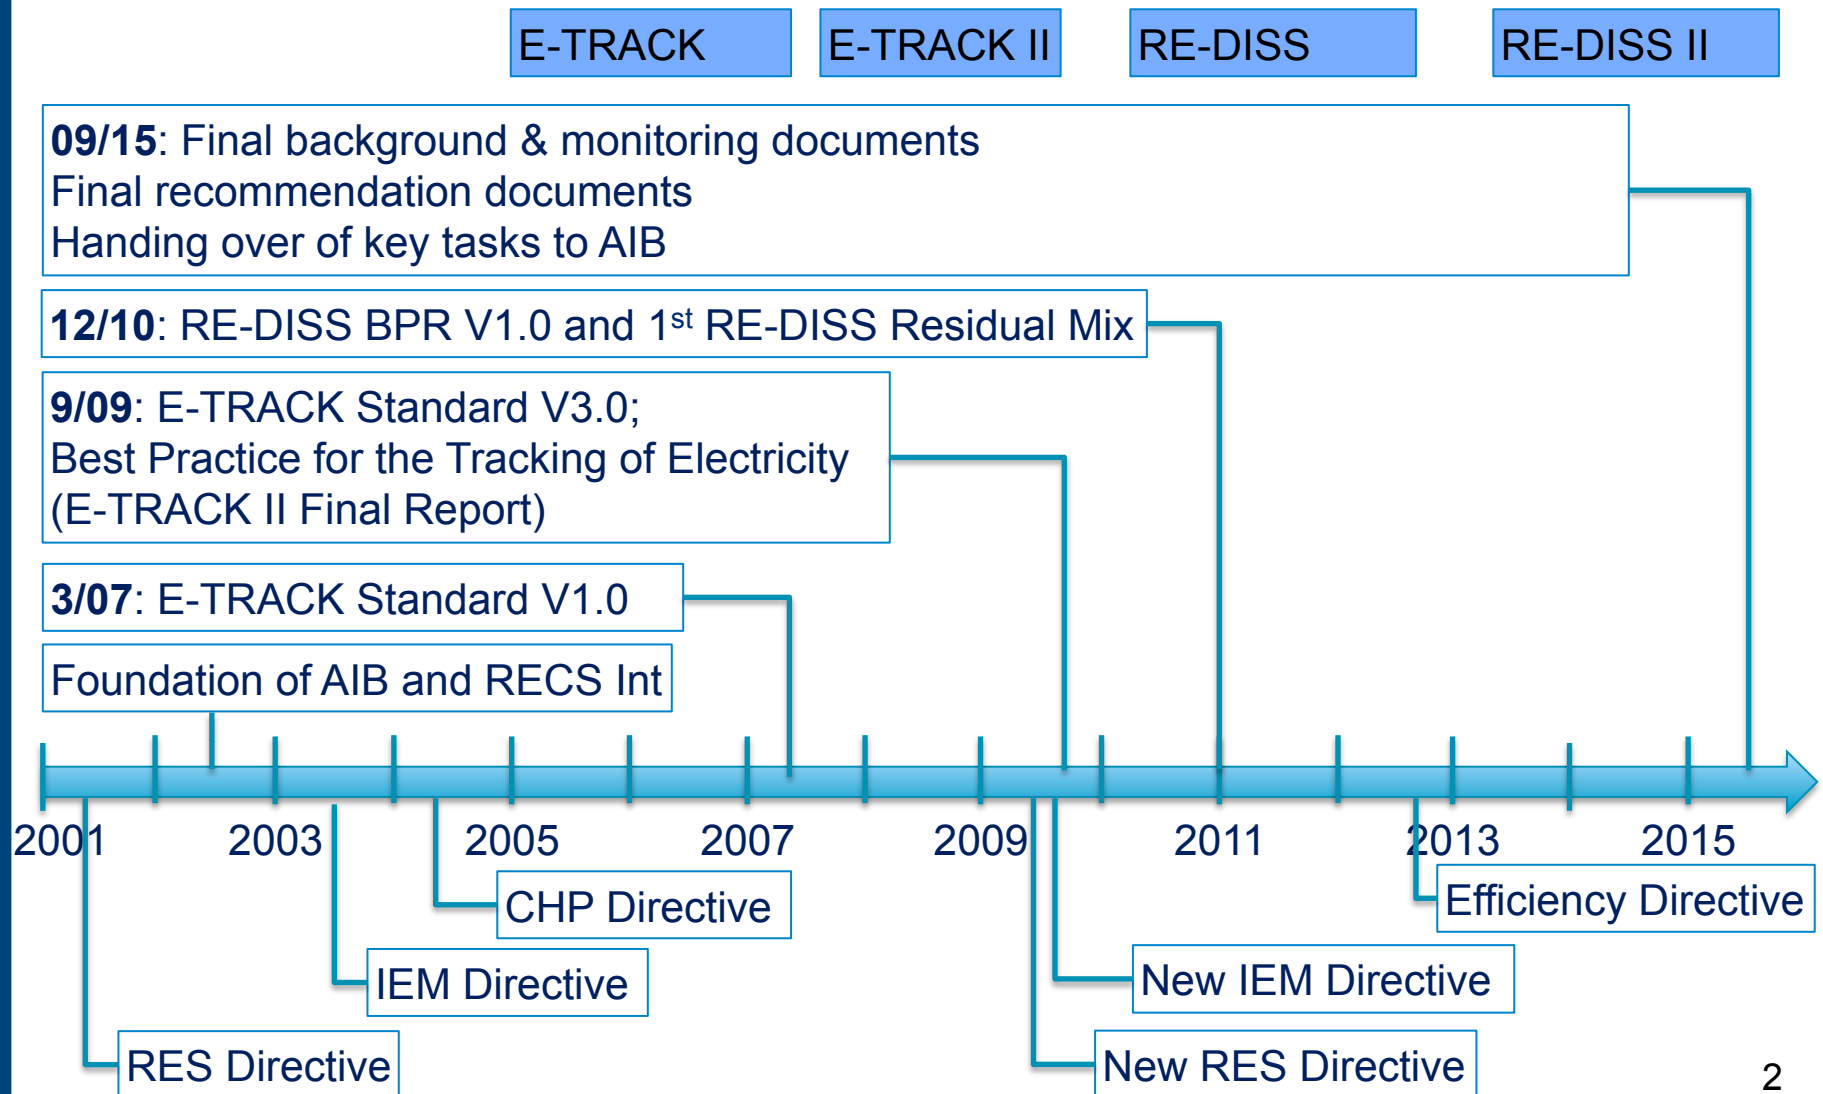 E-TRACK
E-TRACK II
RE-DISS
RE-DISS II
09/15: Final background & monitoring documents
Final recommendation documents
Handing over of key tasks to AIB
12/10: RE-DISS BPR V1.0 and 1st RE-DISS Residual Mix
9/09: E-TRACK Standard V3.0;
Best Practice for the Tracking of Electricity
(E-TRACK II Final Report)
3/07: E-TRACK Standard V1.0
Foundation of AIB and RECS Int
2001
2003
2005
2007
2009
2011
2013
2015
CHP Directive
Efficiency Directive
IEM Directive
New IEM Directive
RES Directive
New RES Directive
2